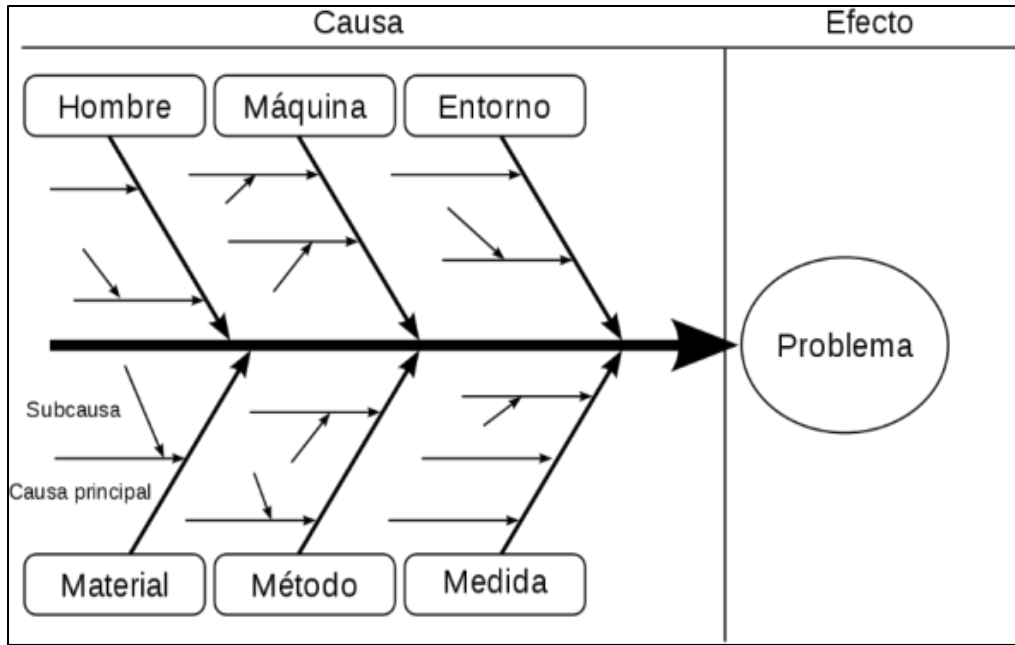 Causa
Efecto
Hombre
Máquina
Entorno
Problema
Subcausa
Causa principal
Material
Método
Medida